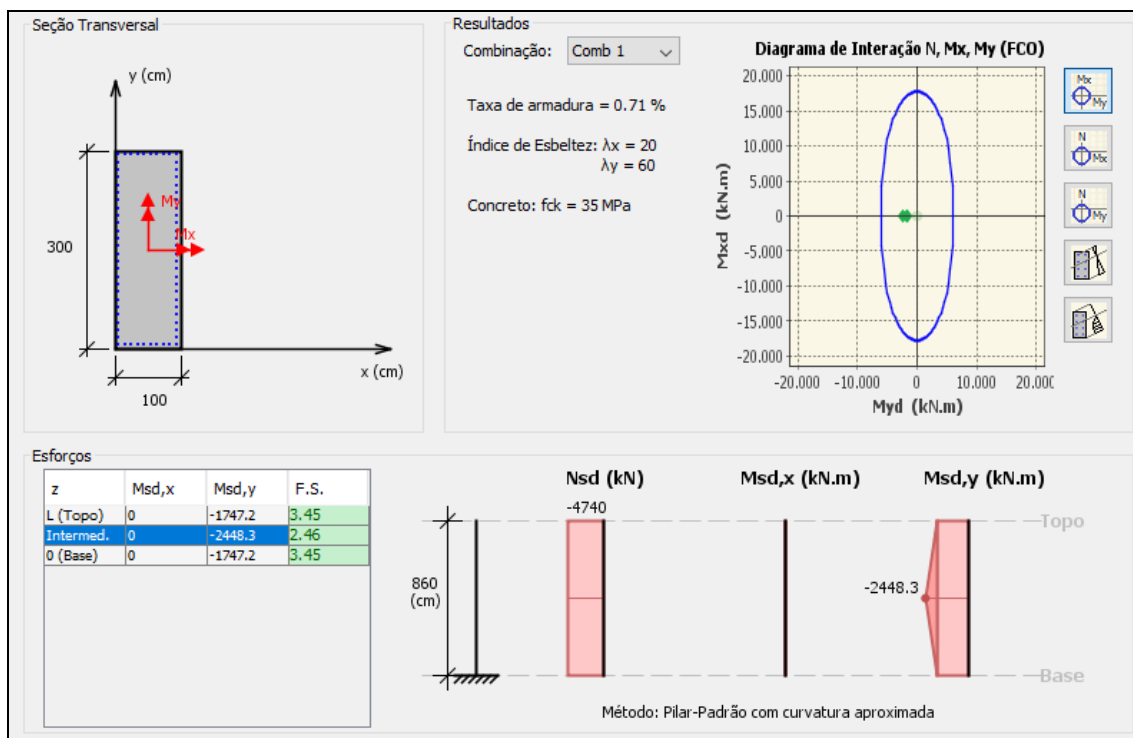 Seção Transversal
y (cm)
My
Mx
300
x (cm)
100
Resultados
Combinação: Comb 1
Taxa de armadura = 0.71 %
Índice de Esbeltez: λx = 20
λy = 60
Concreto: fck = 35 MPa
Diagrama de Interação N, Mx, My (FCO)
Mxd (kN.m)
20.000
15.000
10.000
5.000
0
-5.000
-10.000
-15.000
-20.000
-20.000 -10.000 0 10.000 20.000
Myd (kN.m)
Mx
My
N
Mx
N
My
Esforços
z Msd,x Msd,y F.S.
L (Topo) 0 -1747.2 3.45
Intermed. 0 -2448.3 2.46
0 (Base) 0 -1747.2 3.45
Nsd (kN) Msd,x (kN.m) Msd,y (kN.m)
-4740
Topo
860
(cm)
-2448.3
Base
Método: Pilar-Padrão com curvatura aproximada